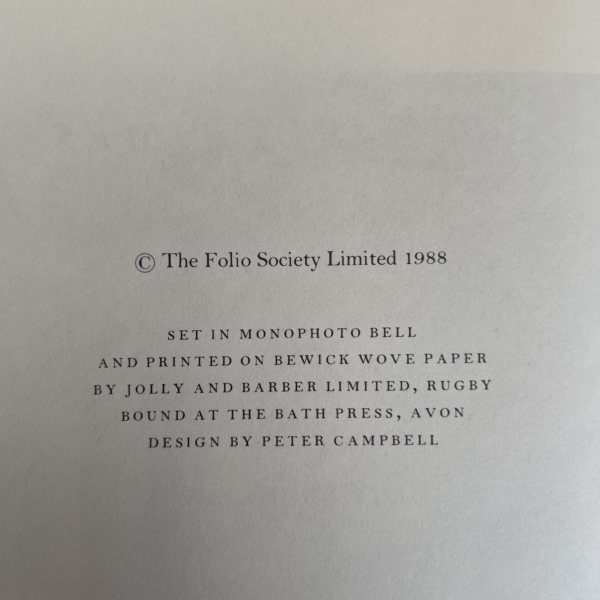 © The Folio Society Limited 1988
SET IN MONOPHOTO BELL
AND PRINTED ON BEWICK WOVE PAPER
BY JOLLY AND BARBER LIMITED, RUGBY
BOUND AT THE BATH PRESS, AVON
DESIGN BY PETER CAMPBELL